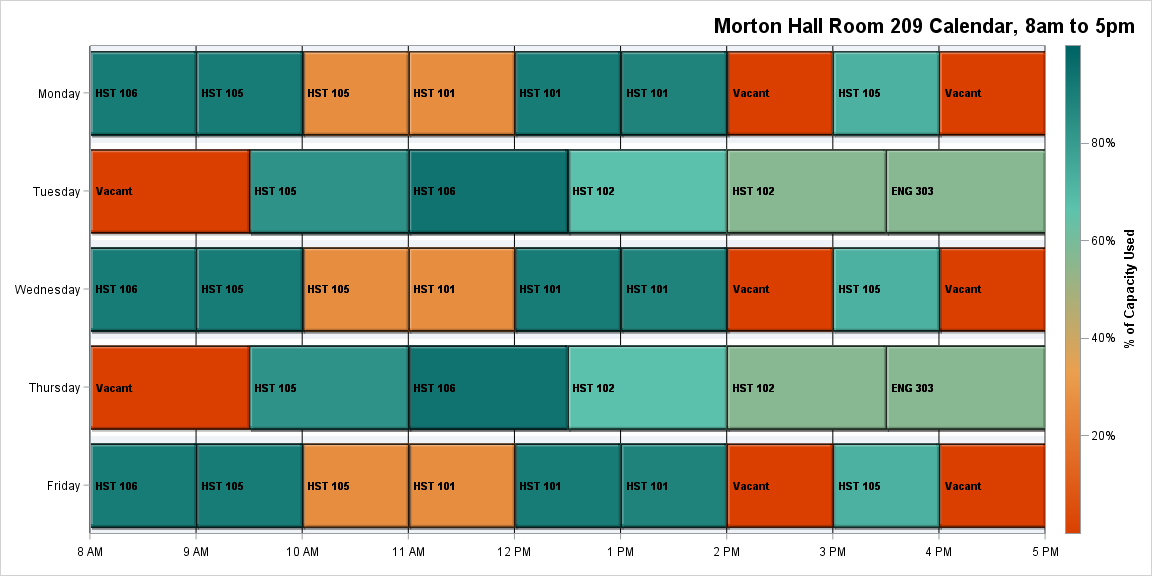 Morton Hall Room 209 Calendar, 8am to 5pm
Monday HST 106 HST 105 HST 105 HST 101 HST 101 HST 101 Vacant HST 105 Vacant
80%
Tuesday Vacant HST 105 HST 106 HST 102 HST 102 ENG 303
60%
% of Capacity Used
Wednesday HST 106 HST 105 HST 105 HST 101 HST 101 HST 101 Vacant HST 105 Vacant
40%
Thursday Vacant HST 105 HST 106 HST 102 HST 102 ENG 303
20%
Friday HST 106 HST 105 HST 105 HST 101 HST 101 HST 101 Vacant HST 105 Vacant
8 AM 9 AM 10 AM 11 AM 12 PM 1 PM 2 PM 3 PM 4 PM 5 PM